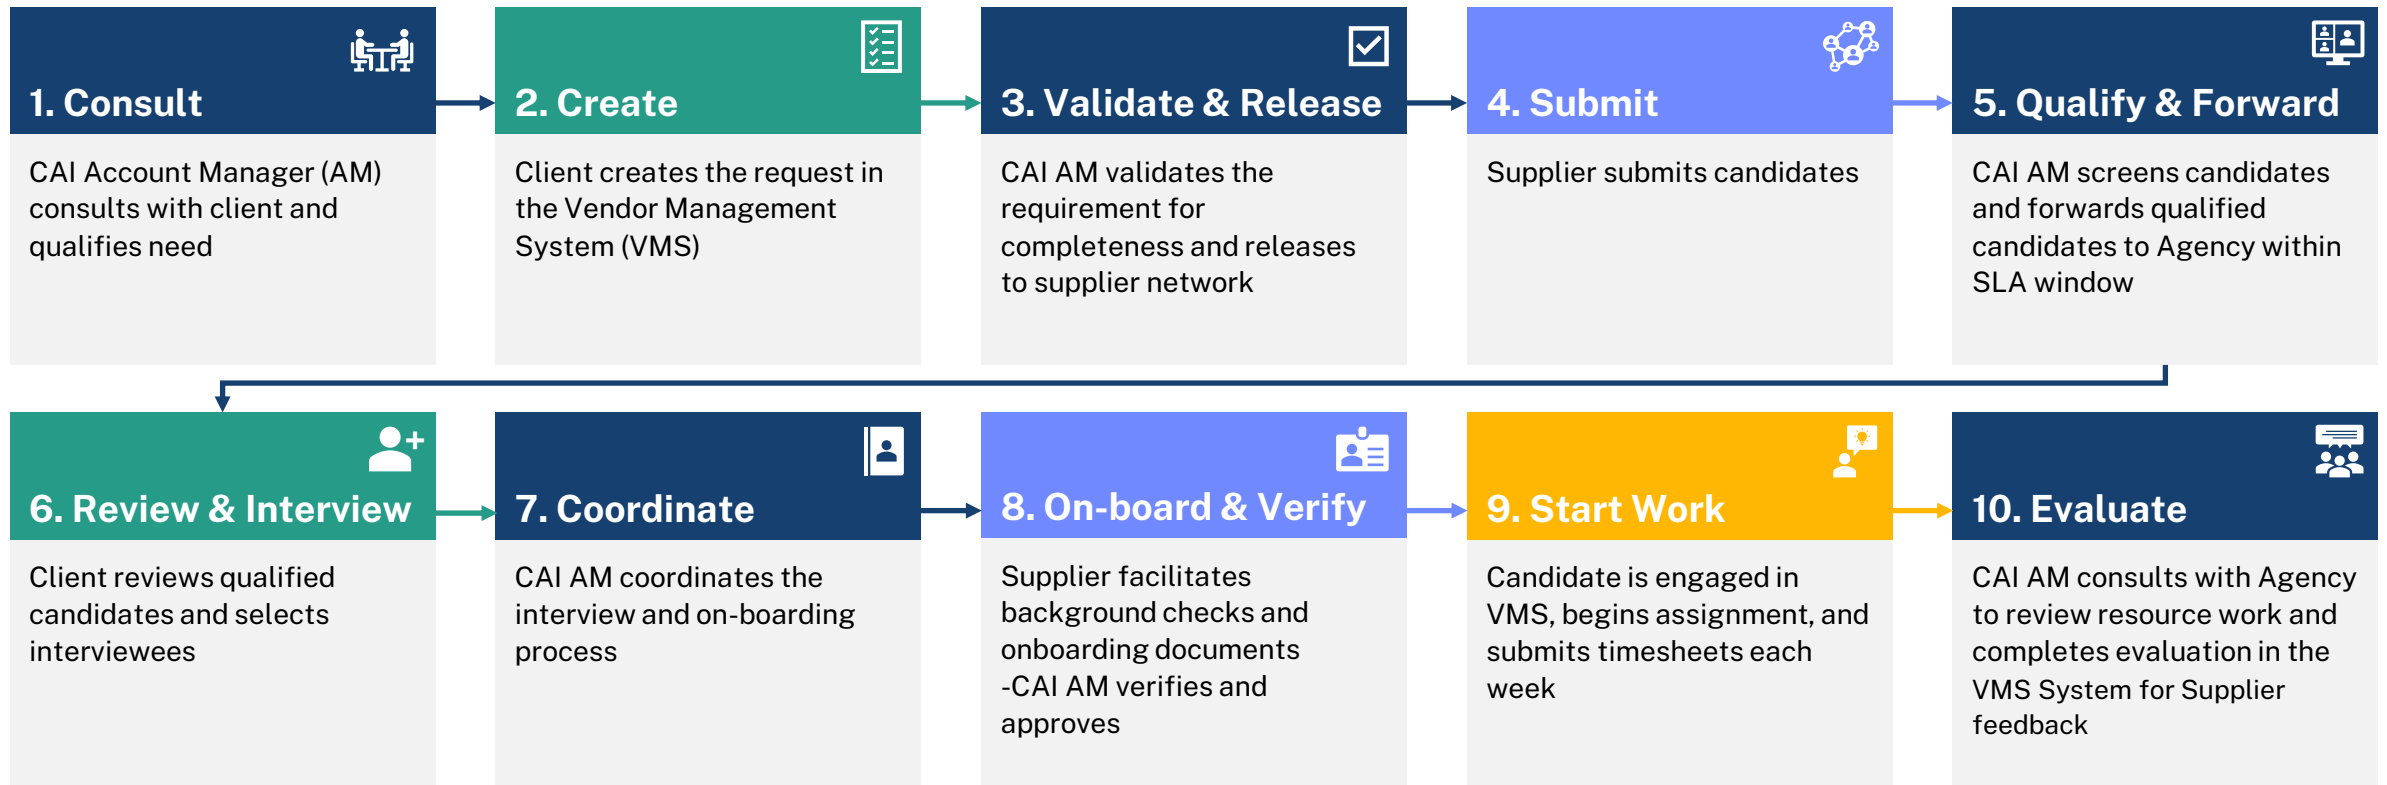 1. Consult
CAI Account Manager (AM)
consults with client and
qualifies need
2. Create
Client creates the request in
the Vendor Management
System (VMS)
3. Validate & Release
CAI AM validates the
requirement for
completeness and releases
to supplier network
4. Submit
Supplier submits candidates
5. Qualify & Forward
CAI AM screens candidates
and forwards qualified
candidates to Agency within
SLA window
6. Review & Interview
Client reviews qualified
candidates and selects
interviewees
7. Coordinate
CAI AM coordinates the
interview and on-boarding
process
8. On-board & Verify
Supplier facilitates
background checks and
onboarding documents
-CAI AM verifies and
approves
9. Start Work
Candidate is engaged in
VMS, begins assignment, and
submits timesheets each
week
10. Evaluate
CAI AM consults with Agency
to review resource work and
completes evaluation in the
VMS System for Supplier
feedback